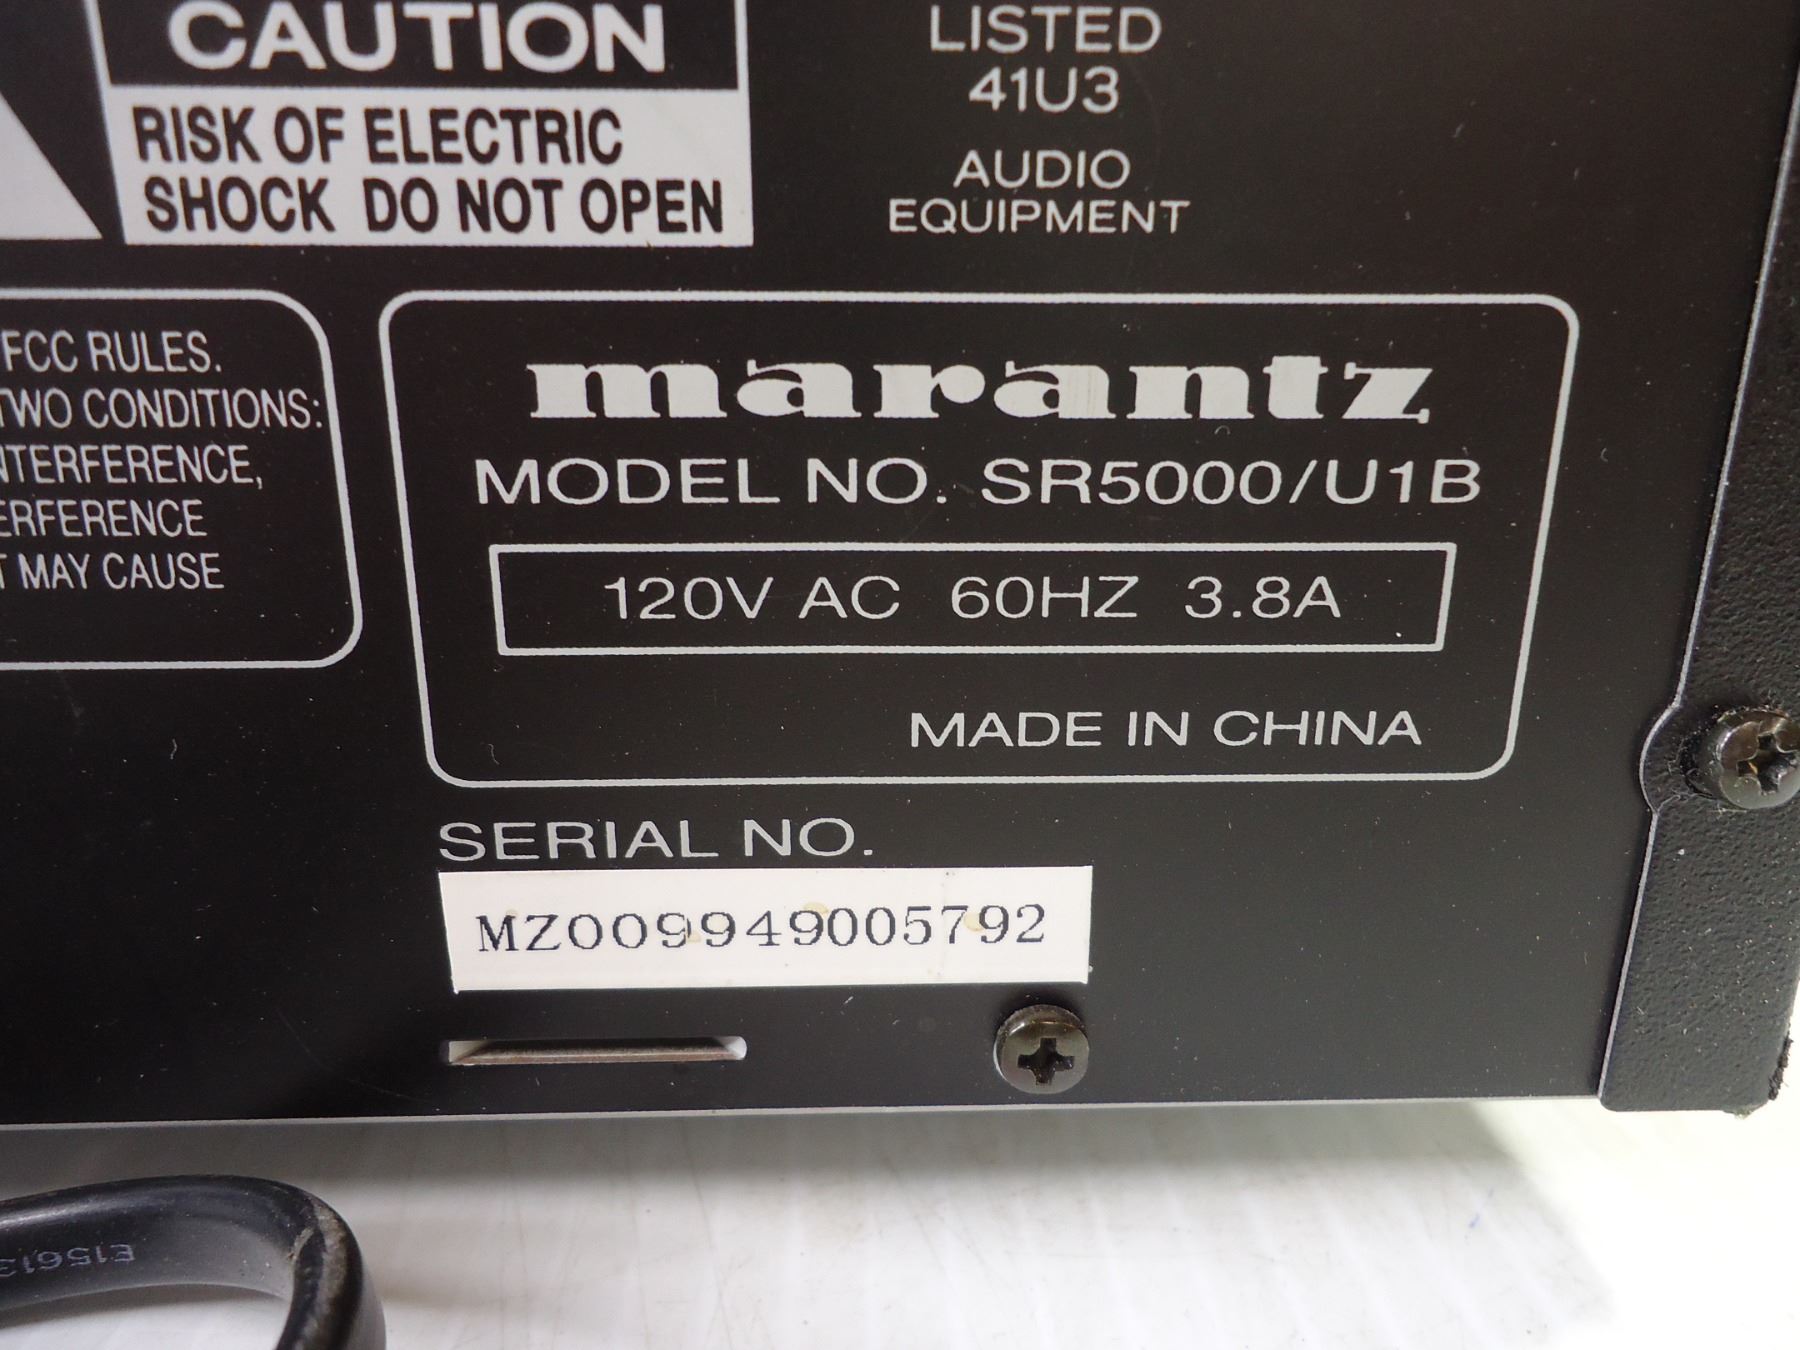 CAUTION
RISK OF ELECTRIC
SHOCK DO NOT OPEN
LISTED
41U3
AUDIO
EQUIPMENT
FCC RULES.
TWO CONDITIONS:
NTERFERENCE,
ERFERENCE
T MAY CAUSE
marantz
MODEL NO. SR5000/U1B
120V AC 60HZ 3.8A
MADE IN CHINA
SERIAL NO.
MZ009949005792
E15613